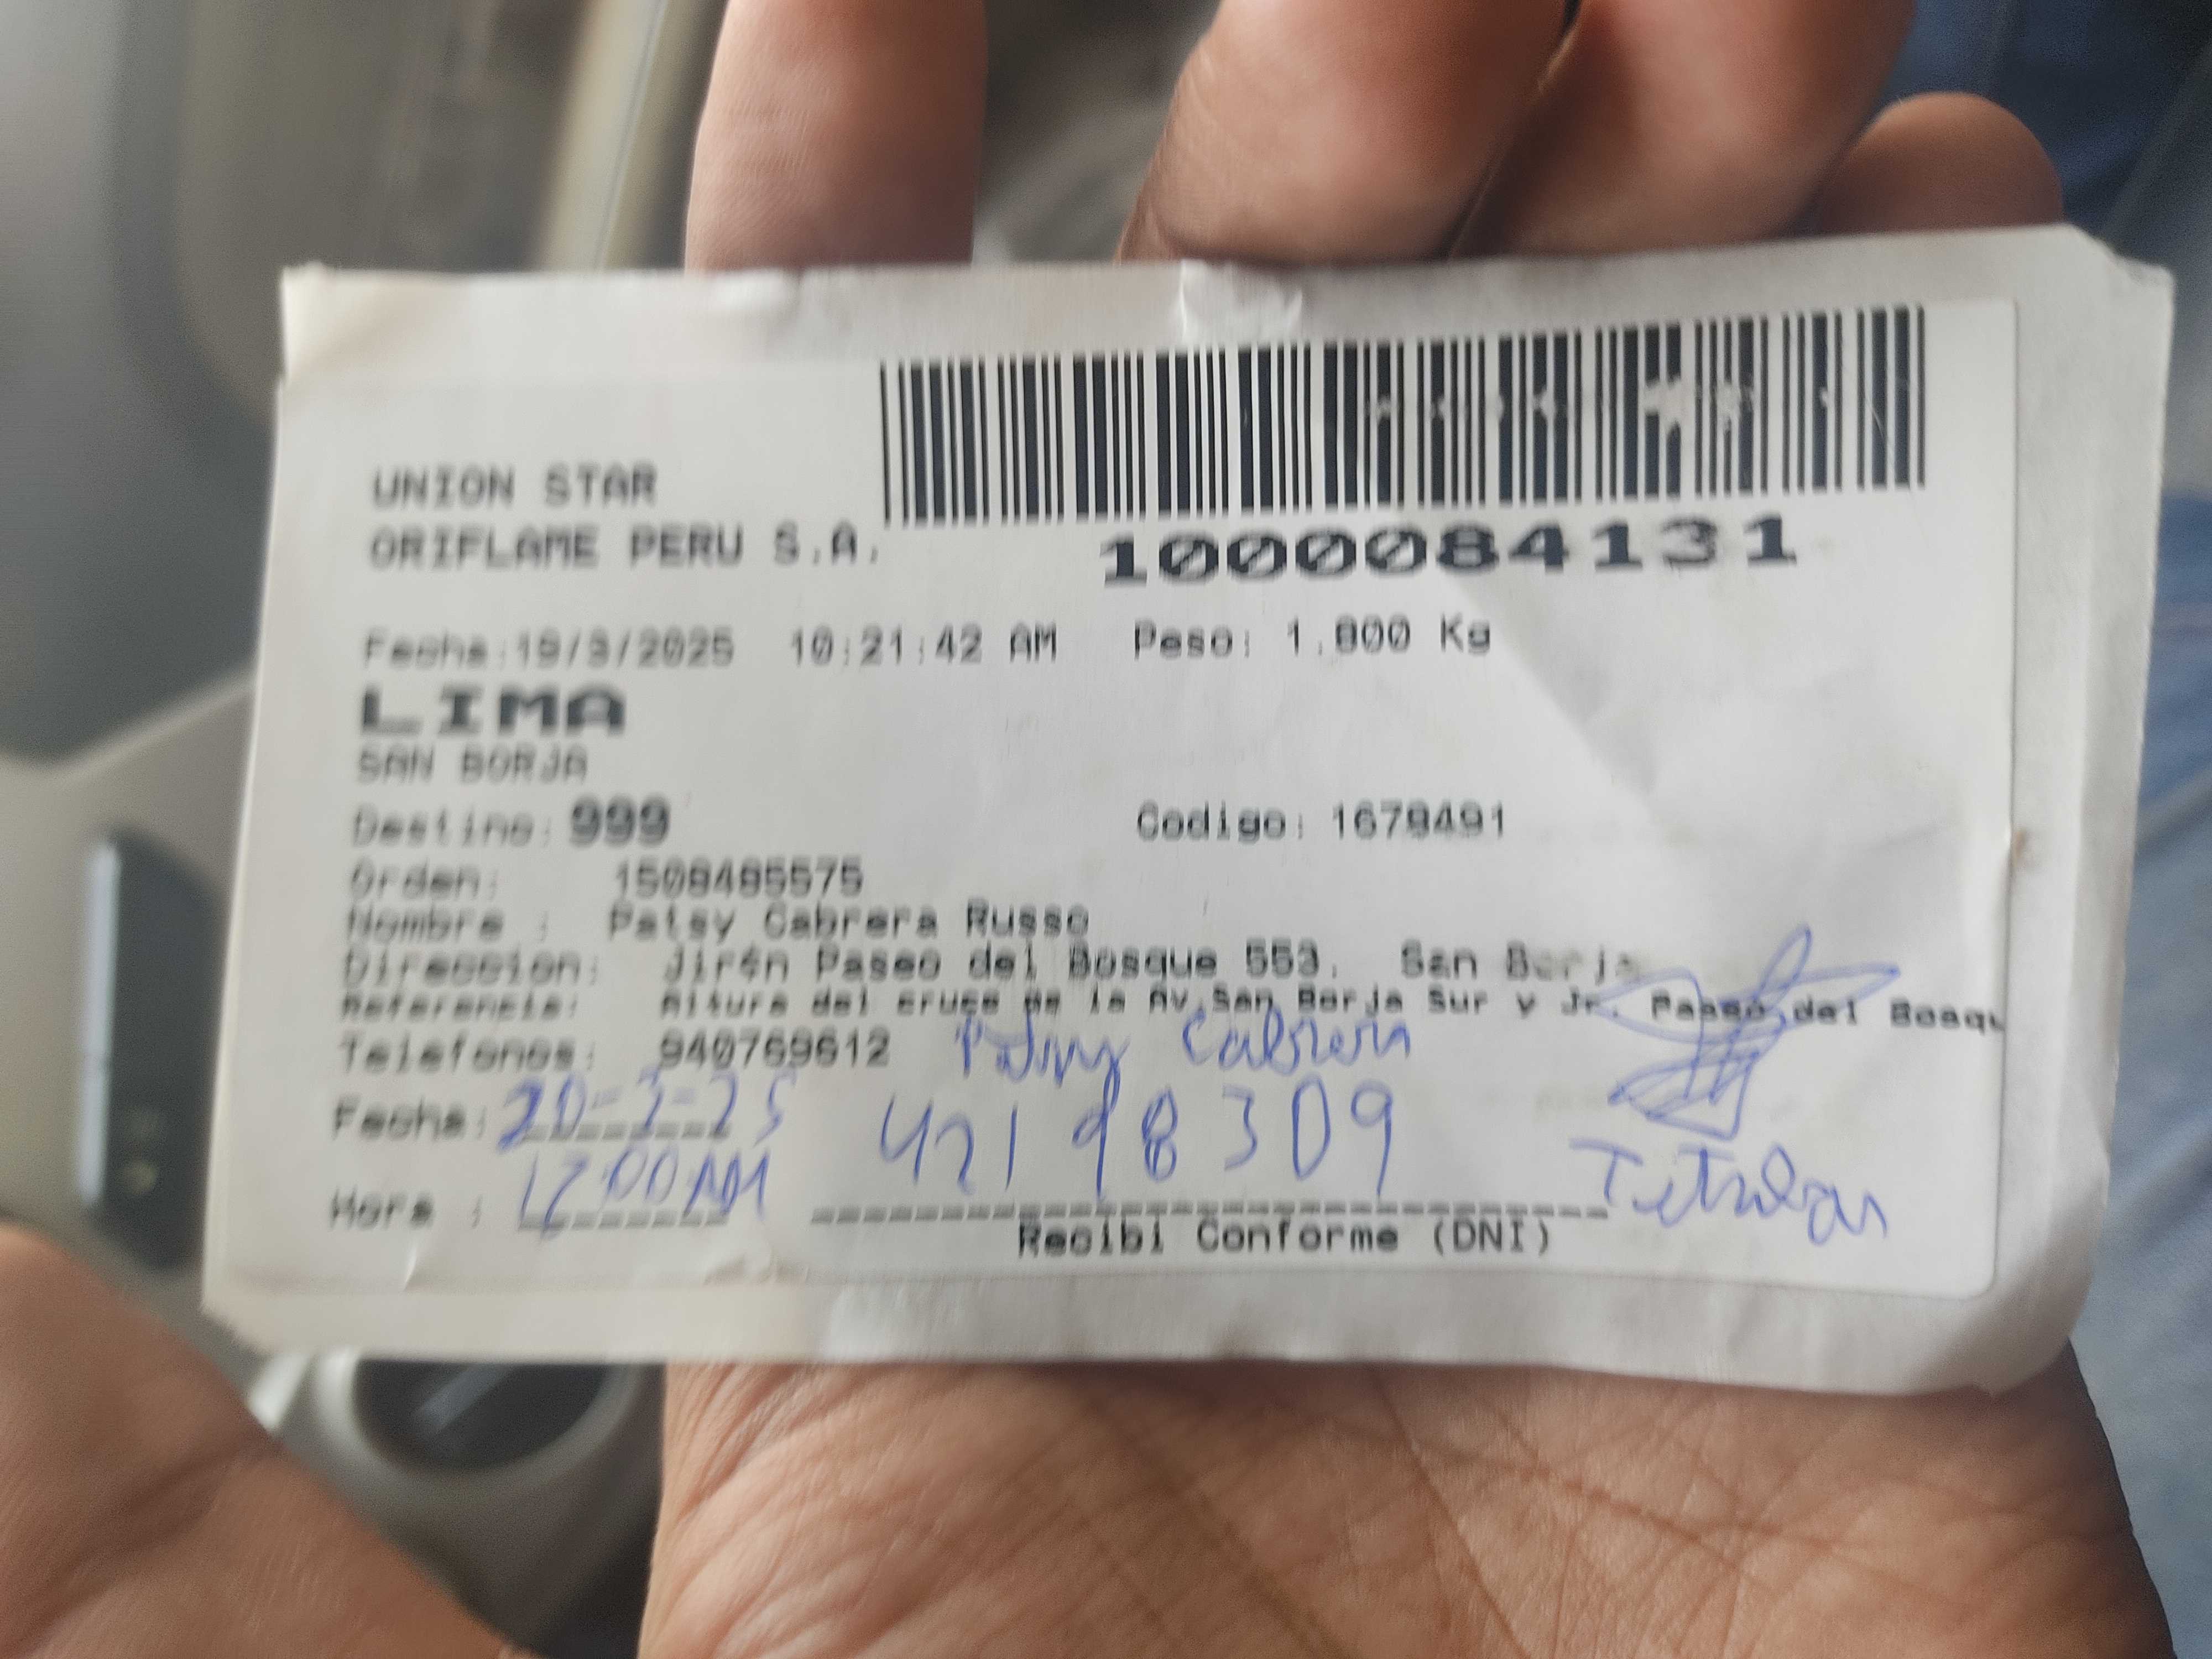 UNION STAR
ORIFLAME PERU S.A.
1000084131
Fecha:19/3/2025 10:21:42 AM Peso: 1.800 Kg
LIMA
SAN BORJA
Destino: 999 Codigo: 1679491
Orden: 1508485575
Nombre : Patsy Cabrera Russo
Direccion: Jirón Paseo del Bosque 553, San Borja
Referencia: Altura del cruce de la Av.San Borja Sur y Jr. Paseo del Bosqu
Telefonos: 940769612
Patsy Cabrera
Fecha: 20-3-25
42198309
Hora : 12:00 AM
Titular
Recibi Conforme (DNI)